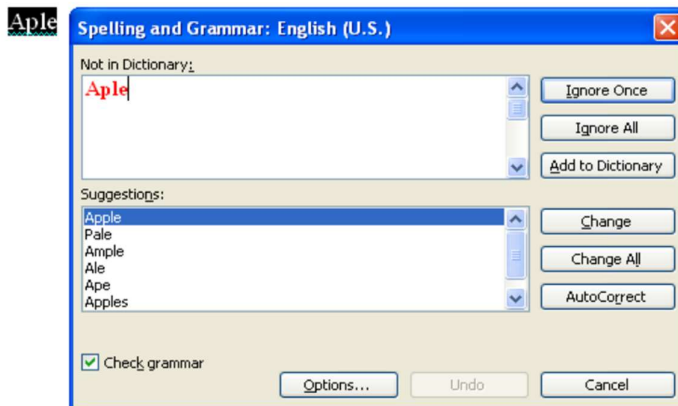 Aple
Spelling and Grammar: English (U.S.)
Not in Dictionary:
Aple
Ignore Once
Ignore All
Add to Dictionary
Suggestions:
Apple
Pale
Ample
Ale
Ape
Apples
Change
Change All
AutoCorrect
Check grammar
Options...
Undo
Cancel